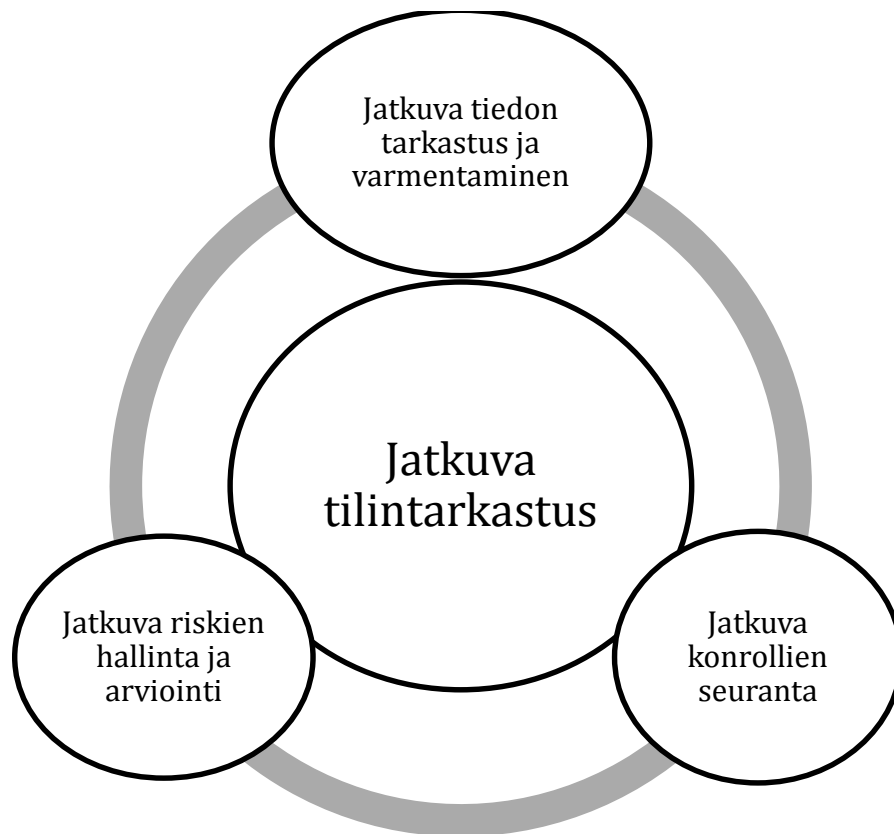 Jatkuva tiedon
tarkastus ja
varmentaminen
Jatkuva
tilintarkastus
Jatkuva riskien
hallinta ja
arviointi
Jatkuva
konrollien
seuranta